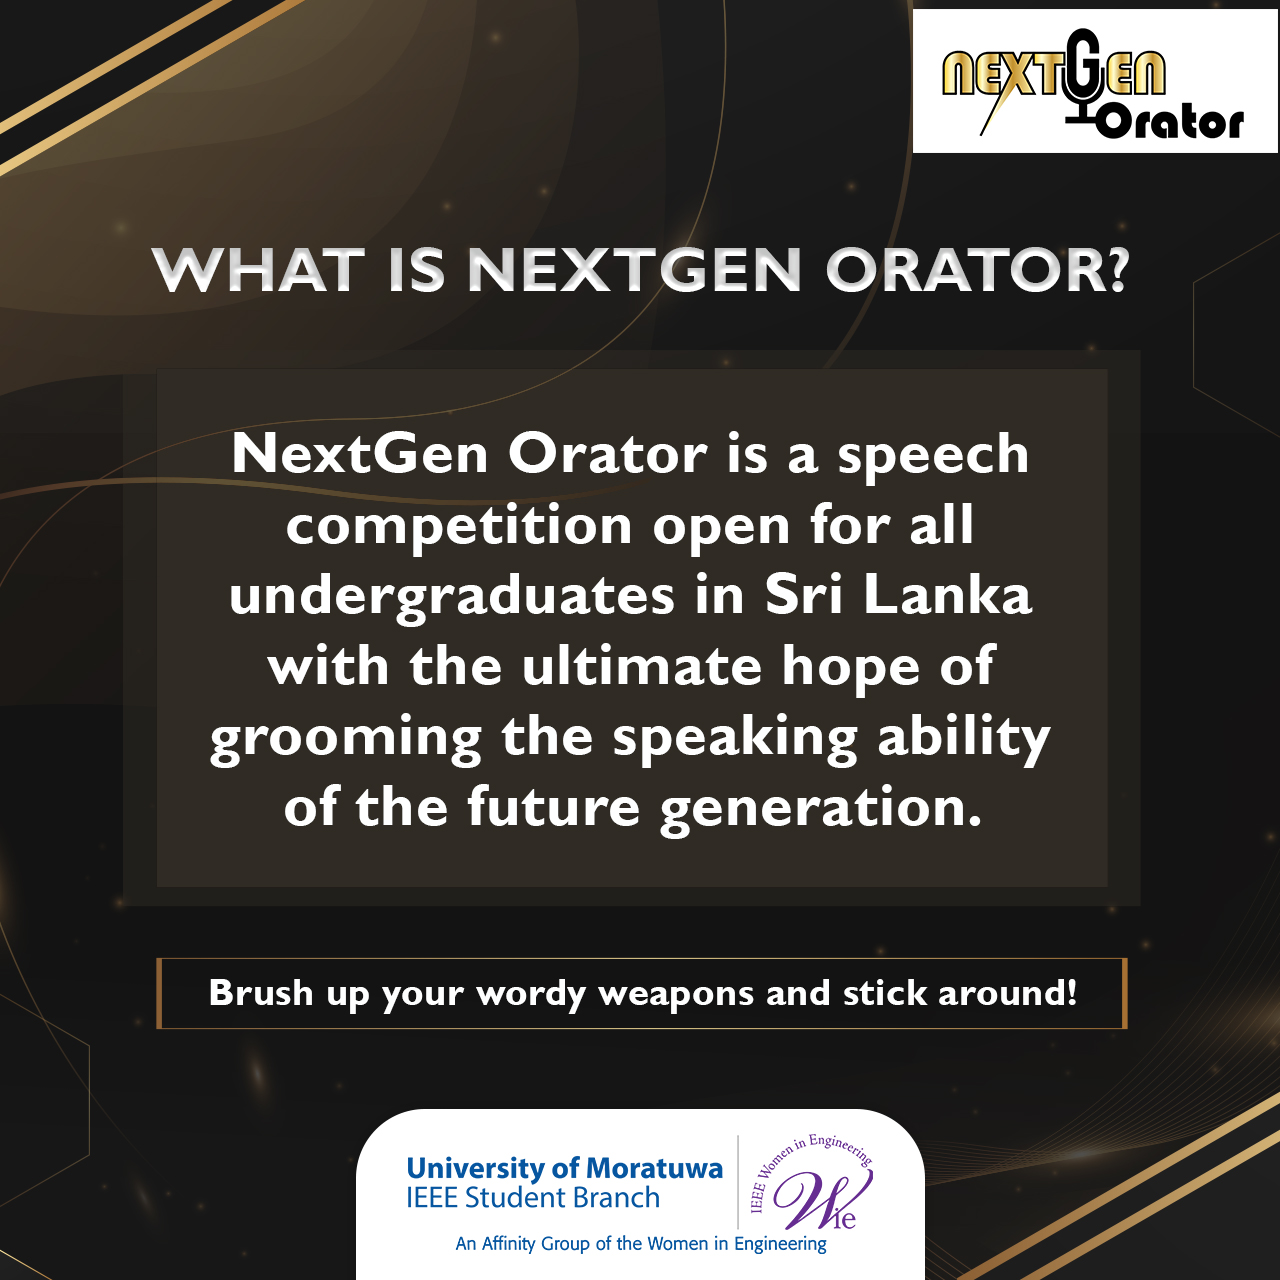 NEXTGEN
Orator
WHAT IS NEXTGEN ORATOR?
NextGen Orator is a speech
competition open for all
undergraduates in Sri Lanka
with the ultimate hope of
grooming the speaking ability
of the future generation.
Brush up your wordy weapons and stick around!
University of Moratuwa
IEEE Student Branch
IEEE Women in Engineering
Wie
An Affinity Group of the Women in Engineering